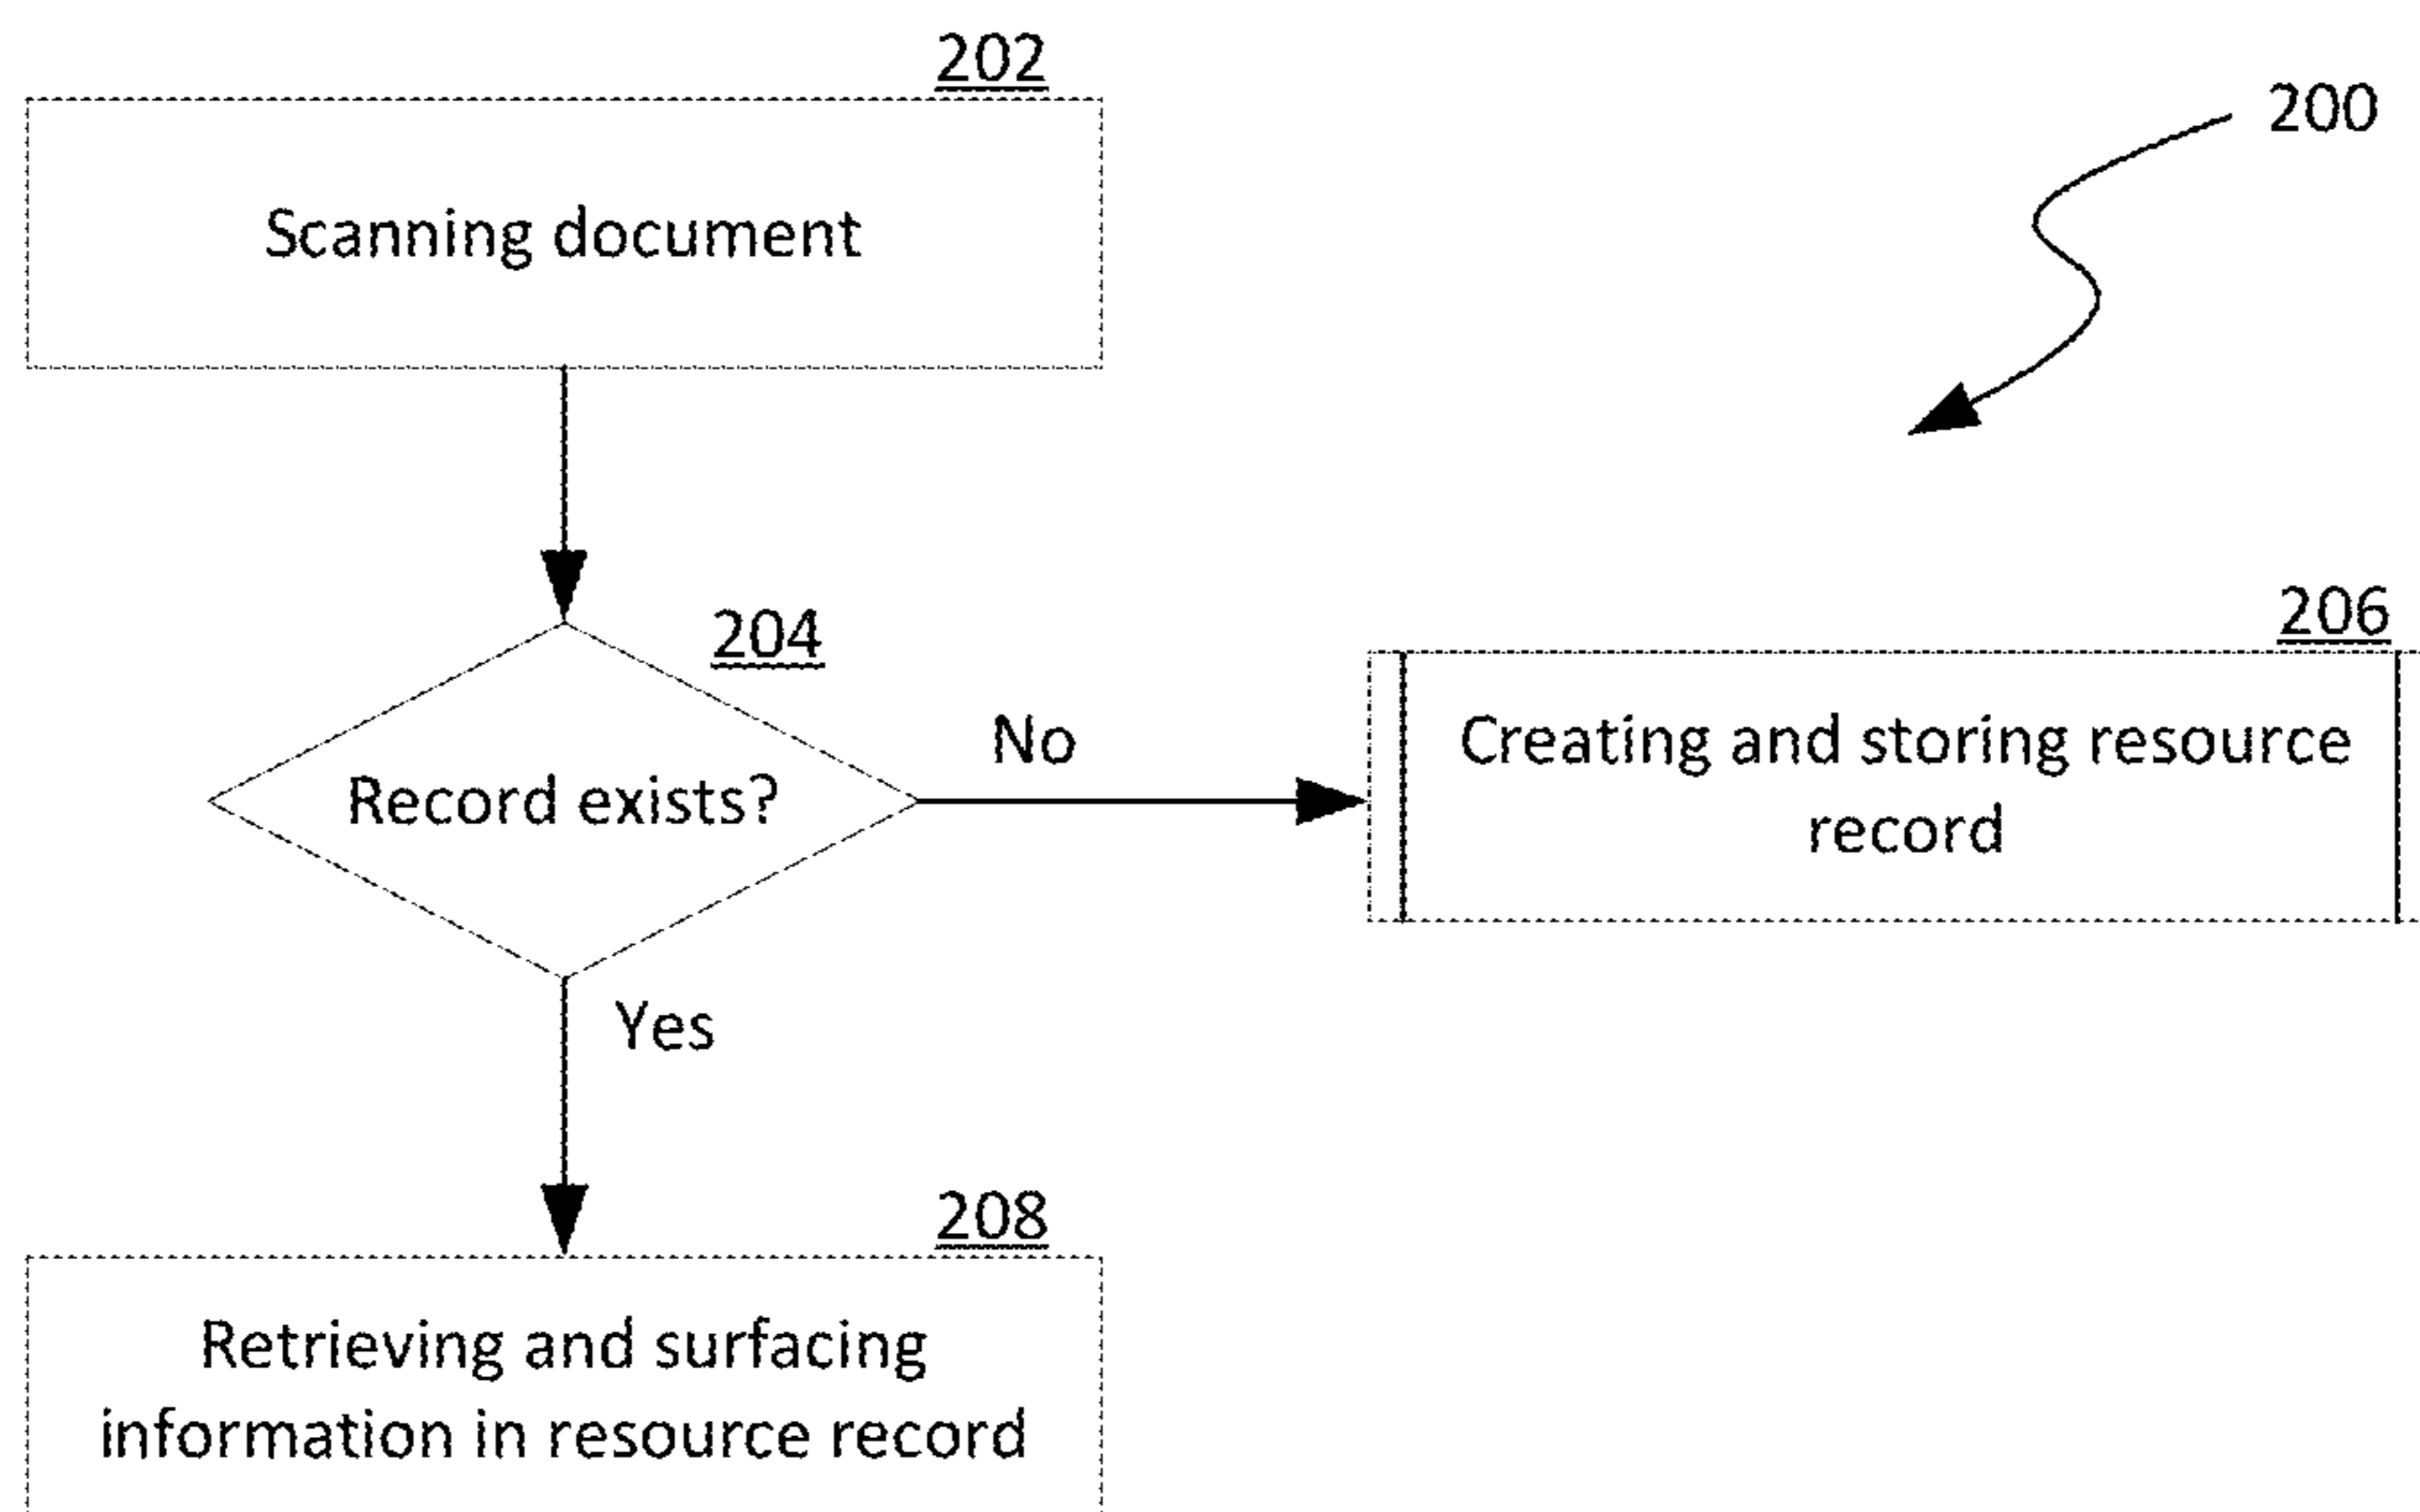 202
200
Scanning document
204
206
No
Creating and storing resource
record
Record exists?
Yes
208
Retrieving and surfacing
information in resource record